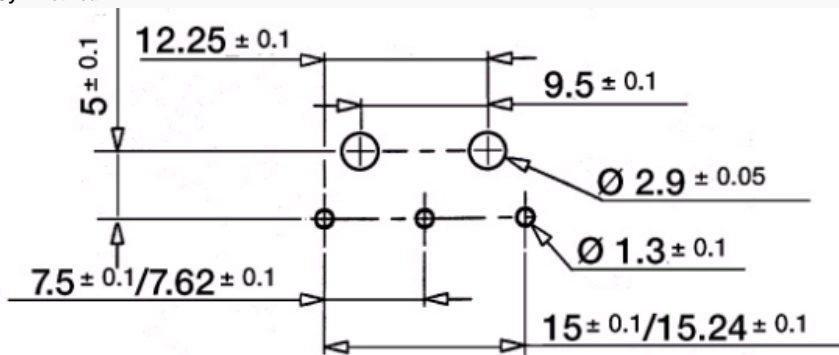 12.25 ± 0.1
5 ± 0.1
9.5 ± 0.1
Ø 2.9 ± 0.05
Ø 1.3 ± 0.1
7.5 ± 0.1/7.62 ± 0.1
15 ± 0.1/15.24 ± 0.1